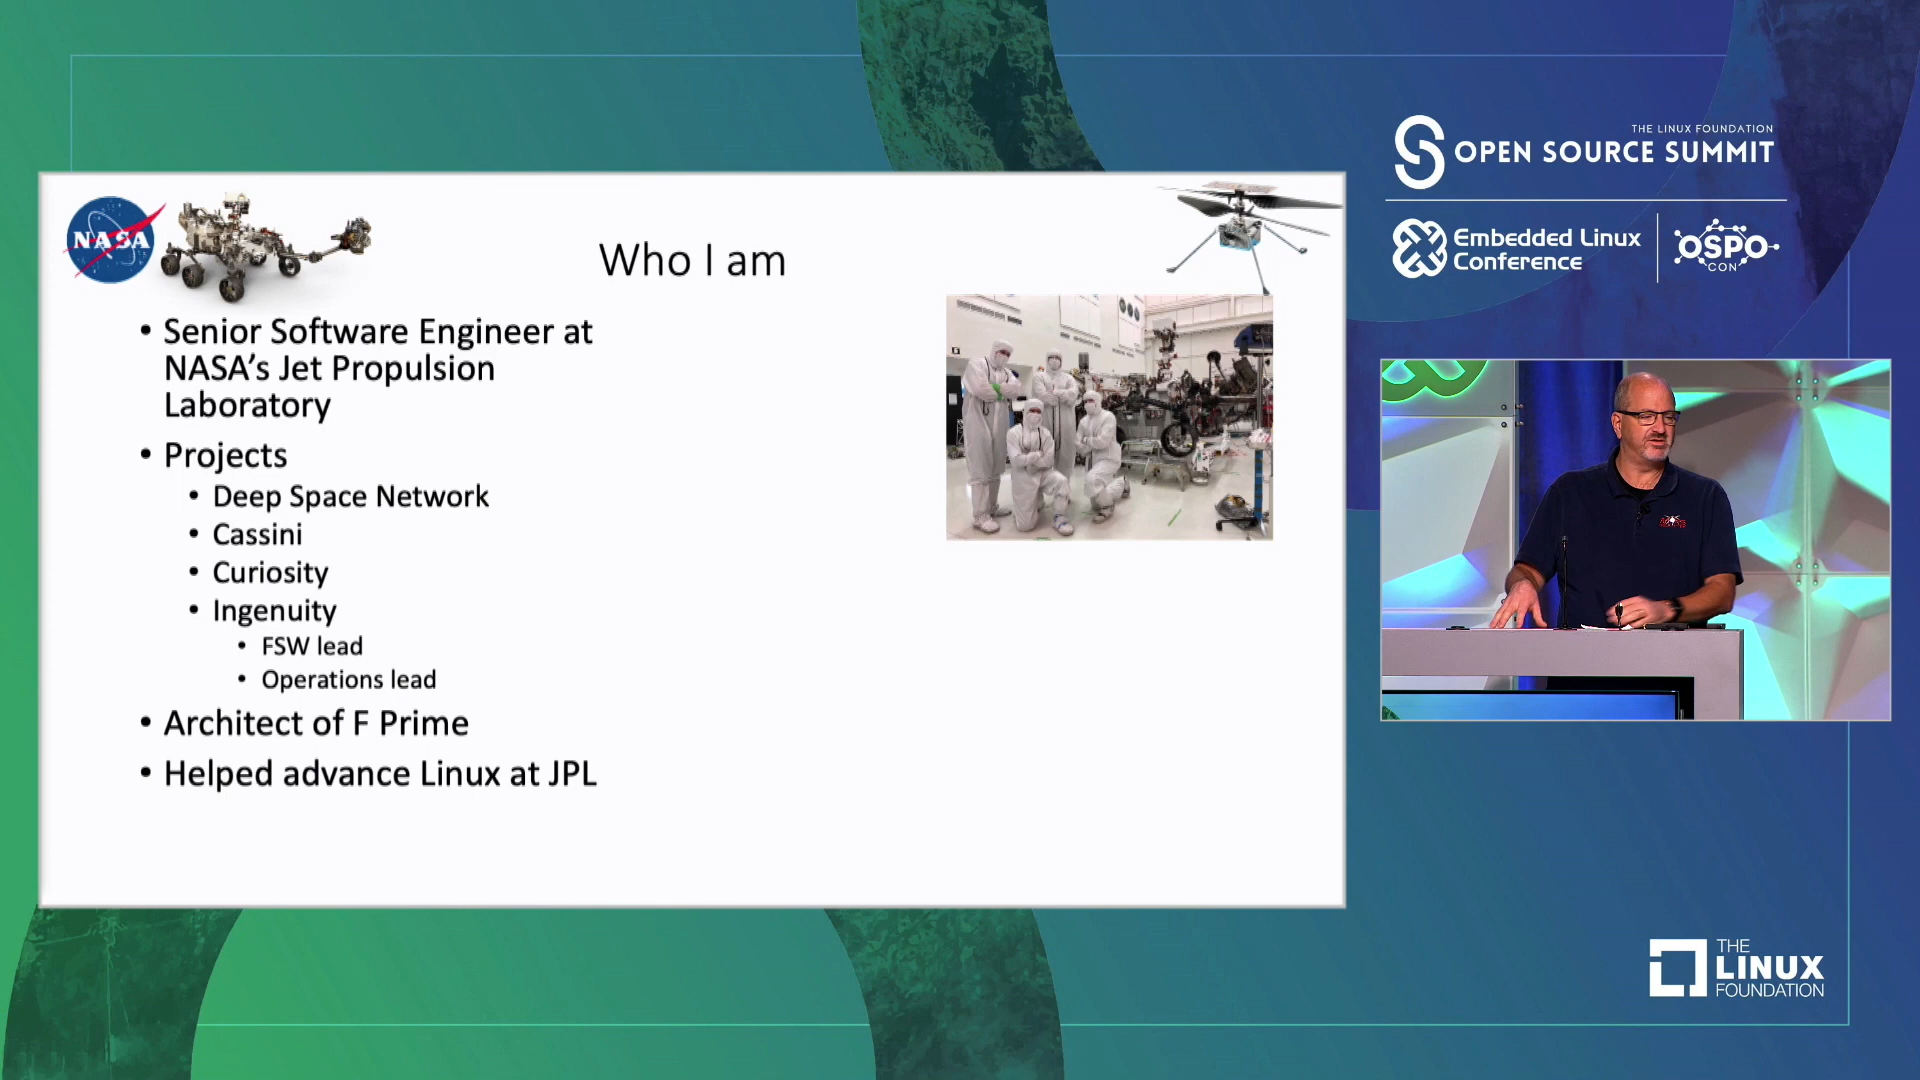 THE LINUX FOUNDATION
OPEN SOURCE SUMMIT
Embedded Linux
Conference
OSPO
CON
NASA
Who I am
• Senior Software Engineer at
NASA’s Jet Propulsion
Laboratory
• Projects
• Deep Space Network
• Cassini
• Curiosity
• Ingenuity
• FSW lead
• Operations lead
• Architect of F Prime
• Helped advance Linux at JPL
THE
LINUX
FOUNDATION